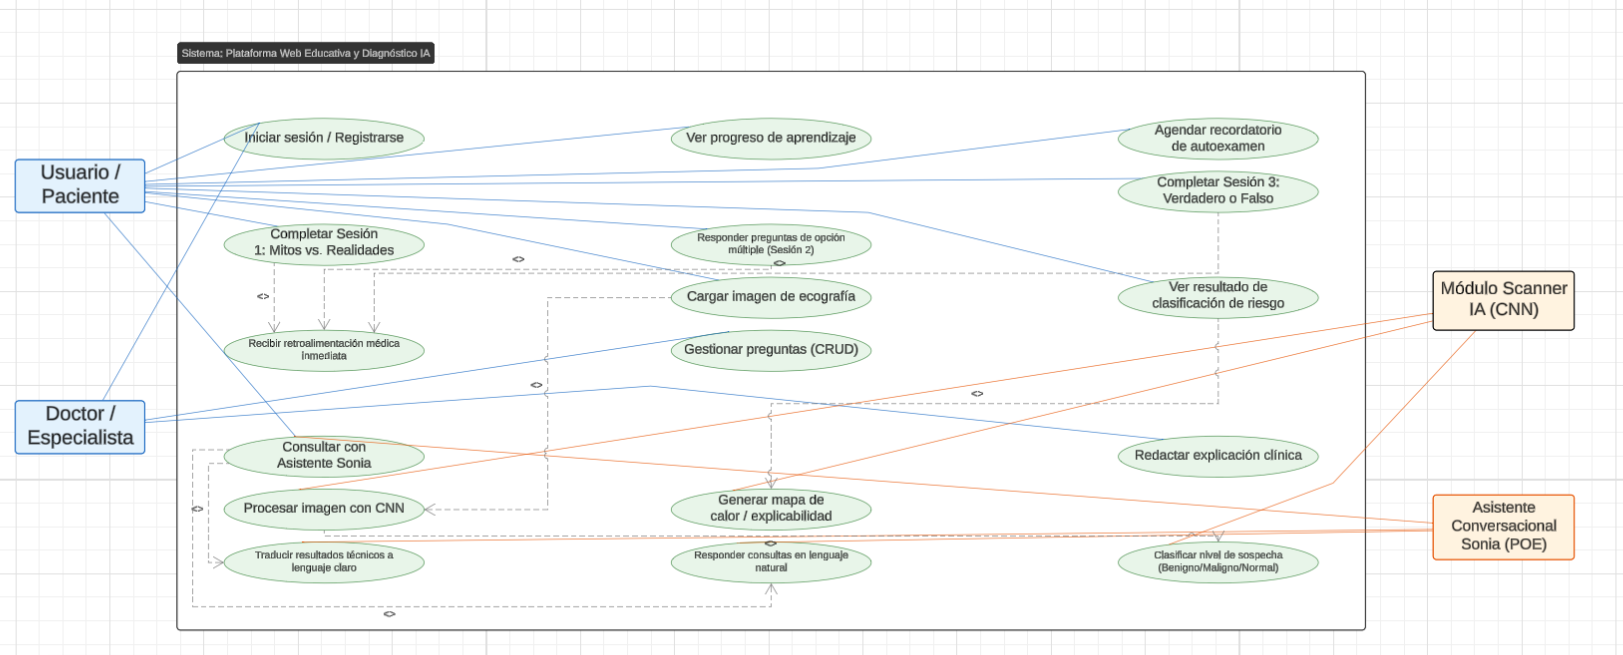 Sistema: Plataforma Web Educativa y Diagnóstico IA
Iniciar sesión / Registrarse
Ver progreso de aprendizaje
Agendar recordatorio
de autoexamen
Usuario /
Paciente
Completar Sesión 3:
Verdadero o Falso
Completar Sesión
1: Mitos vs. Realidades
Responder preguntas de opción
múltiple (Sesión 2)
<>
<>
<>
Cargar imagen de ecografía
Ver resultado de
clasificación de riesgo
Módulo Scanner
IA (CNN)
Recibir retroalimentación médica
inmediata
Gestionar preguntas (CRUD)
<>
<>
Doctor /
Especialista
Consultar con
Asistente Sonia
Redactar explicación clínica
<>
Procesar imagen con CNN
Generar mapa de
calor / explicabilidad
Asistente
Conversacional
Sonia (POE)
<>
Traducir resultados técnicos a
lenguaje claro
Responder consultas en lenguaje
natural
Clasificar nivel de sospecha
(Benigno/Maligno/Normal)
<>